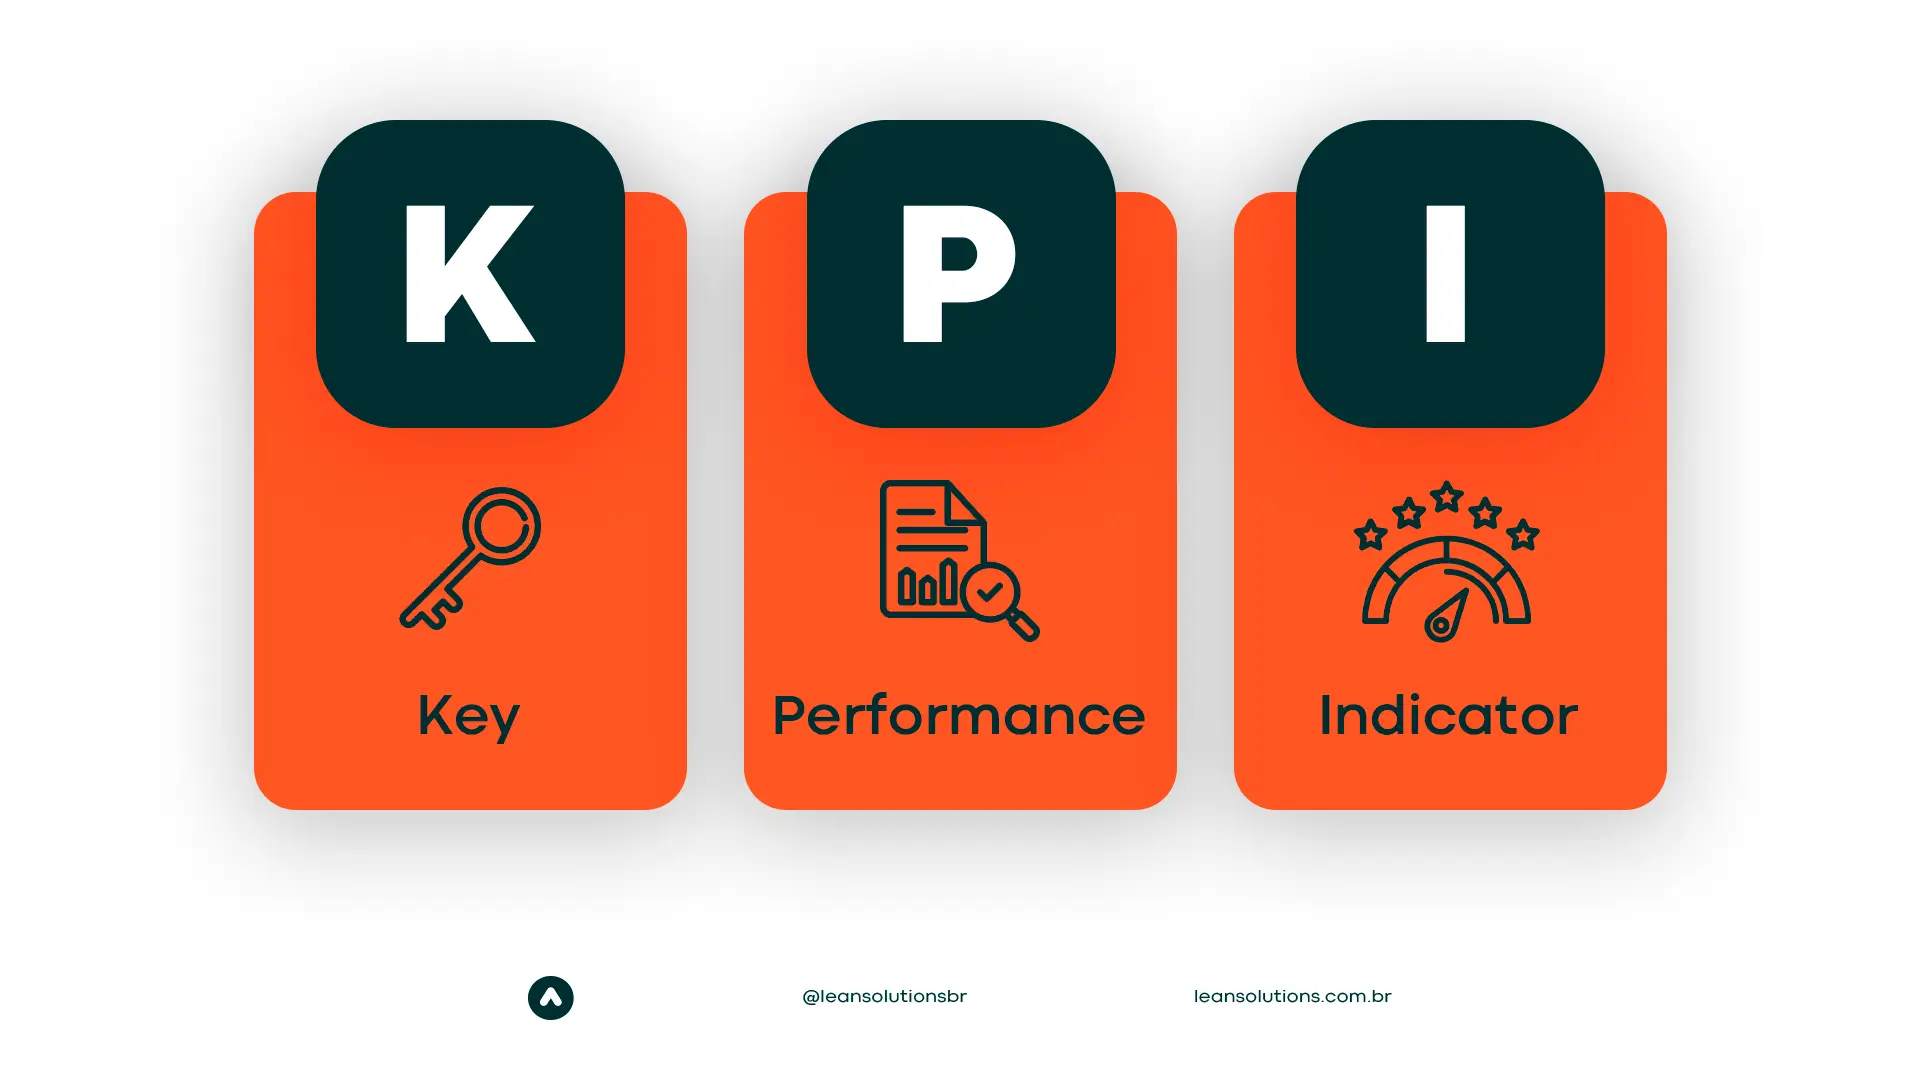 K P I
Key Performance Indicator
@leansolutionsbr leansolutions.com.br